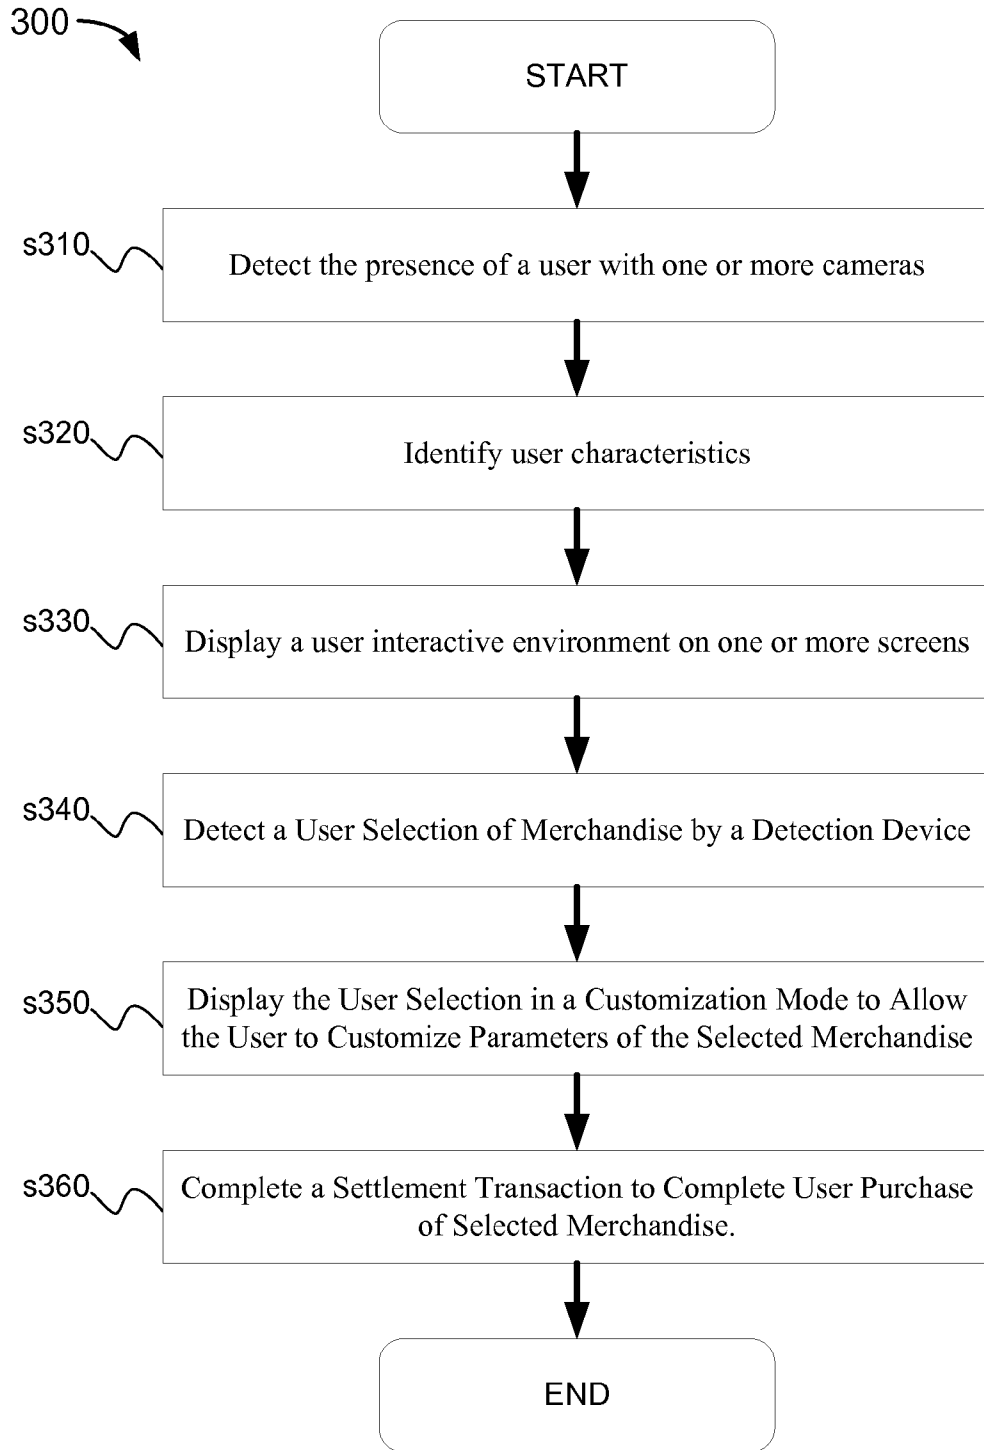 300
START
s310
Detect the presence of a user with one or more cameras
s320
Identify user characteristics
s330
Display a user interactive environment on one or more screens
s340
Detect a User Selection of Merchandise by a Detection Device
s350
Display the User Selection in a Customization Mode to Allow
the User to Customize Parameters of the Selected Merchandise
s360
Complete a Settlement Transaction to Complete User Purchase
of Selected Merchandise.
END